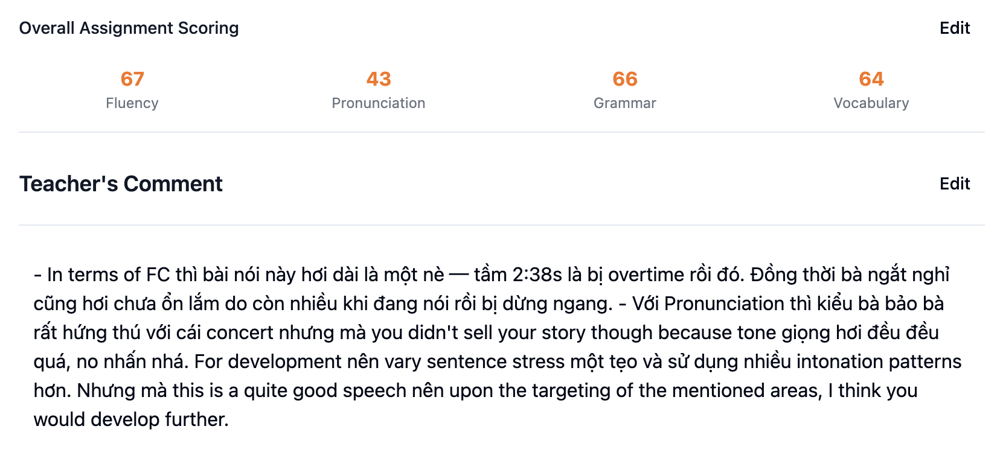 Overall Assignment Scoring
Edit
67
43
66
64
Fluency
Pronunciation
Grammar
Vocabulary
Teacher's Comment
Edit
- In terms of FC thì bài nói này hơi dài là một nè — tầm 2:38s là bị overtime rồi đó. Đồng thời bà ngắt nghỉ
cũng hơi chưa ổn lắm do còn nhiều khi đang nói rồi bị dừng ngang. - Với Pronunciation thì kiểu bà bảo bà
rất hứng thú với cái concert nhưng mà you didn't sell your story though because tone giọng hơi đều đều
quá, no nhấn nhá. For development nên vary sentence stress một tẹo và sử dụng nhiều intonation patterns
hơn. Nhưng mà this is a quite good speech nên upon the targeting of the mentioned areas, I think you
would develop further.